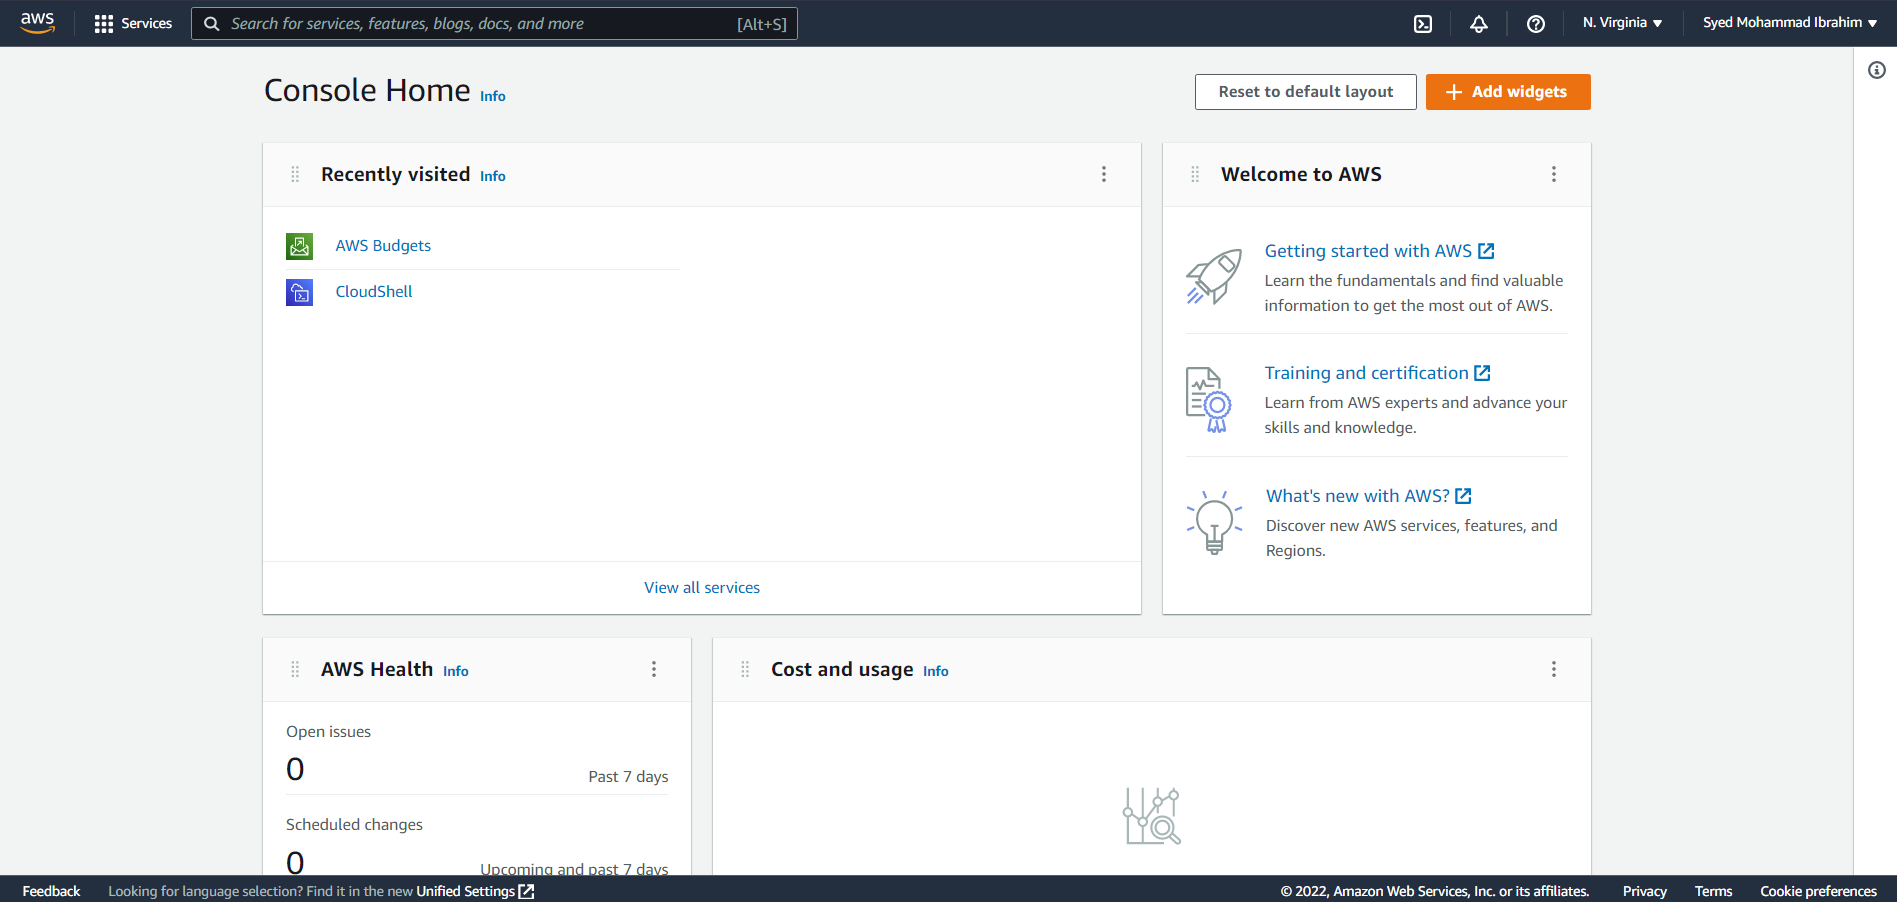 aws
Services
Search for services, features, blogs, docs, and more
[Alt+S]
N. Virginia
Syed Mohammad Ibrahim
Console Home Info
Reset to default layout
Add widgets
Recently visited Info
AWS Budgets
CloudShell
View all services
Welcome to AWS
Getting started with AWS
Learn the fundamentals and find valuable
information to get the most out of AWS.
Training and certification
Learn from AWS experts and advance your
skills and knowledge.
What's new with AWS?
Discover new AWS services, features, and
Regions.
AWS Health Info
Open issues
0
Past 7 days
Scheduled changes
0
Upcoming and past 7 days
Cost and usage Info
Feedback
Looking for language selection? Find it in the new Unified Settings
© 2022, Amazon Web Services, Inc. or its affiliates.
Privacy
Terms
Cookie preferences